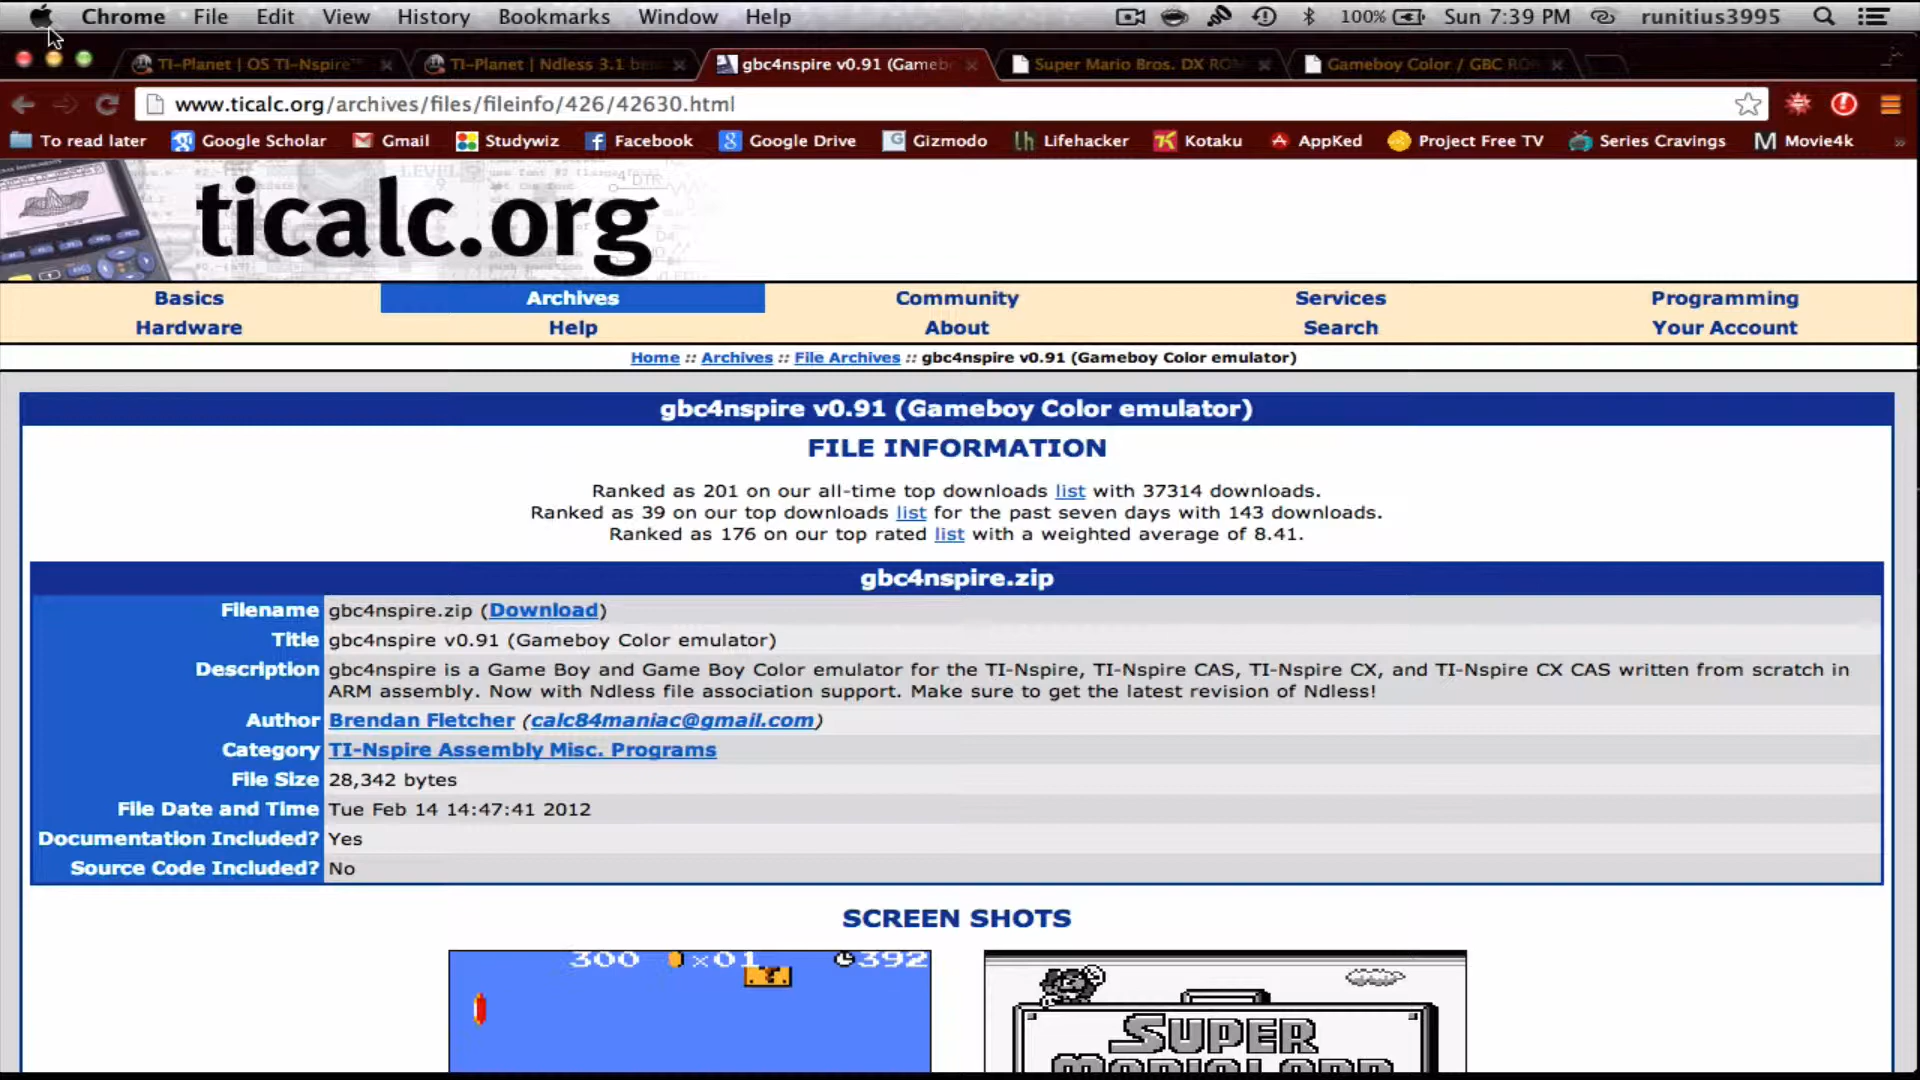 Chrome File Edit View History Bookmarks Window Help 100% Sun 7:39 PM runitius3995
TI-Planet | OS TI-Nspire™ TI-Planet | Ndless 3.1 be gbc4nspire v0.91 (Gameb Super Mario Bros. DX RO Gameboy Color / GBC RO
www.ticalc.org/archives/files/fileinfo/426/42630.html
To read later Google Scholar Gmail Studywiz Facebook Google Drive Gizmodo lh Lifehacker Kotaku AppKed Project Free TV Series Cravings M Movie4k »
ticalc.org
Basics Archives Community Services Programming
Hardware Help About Search Your Account
Home :: Archives :: File Archives :: gbc4nspire v0.91 (Gameboy Color emulator)
gbc4nspire v0.91 (Gameboy Color emulator)
FILE INFORMATION
Ranked as 201 on our all-time top downloads list with 37314 downloads.
Ranked as 39 on our top downloads list for the past seven days with 143 downloads.
Ranked as 176 on our top rated list with a weighted average of 8.41.
gbc4nspire.zip
Filename gbc4nspire.zip (Download)
Title gbc4nspire v0.91 (Gameboy Color emulator)
Description gbc4nspire is a Game Boy and Game Boy Color emulator for the TI-Nspire, TI-Nspire CAS, TI-Nspire CX, and TI-Nspire CX CAS written from scratch in
ARM assembly. Now with Ndless file association support. Make sure to get the latest revision of Ndless!
Author Brendan Fletcher (calc84maniac@gmail.com)
Category TI-Nspire Assembly Misc. Programs
File Size 28,342 bytes
File Date and Time Tue Feb 14 14:47:41 2012
Documentation Included? Yes
Source Code Included? No
SCREEN SHOTS
300 ×01 392
SUPER
MARIOLAND